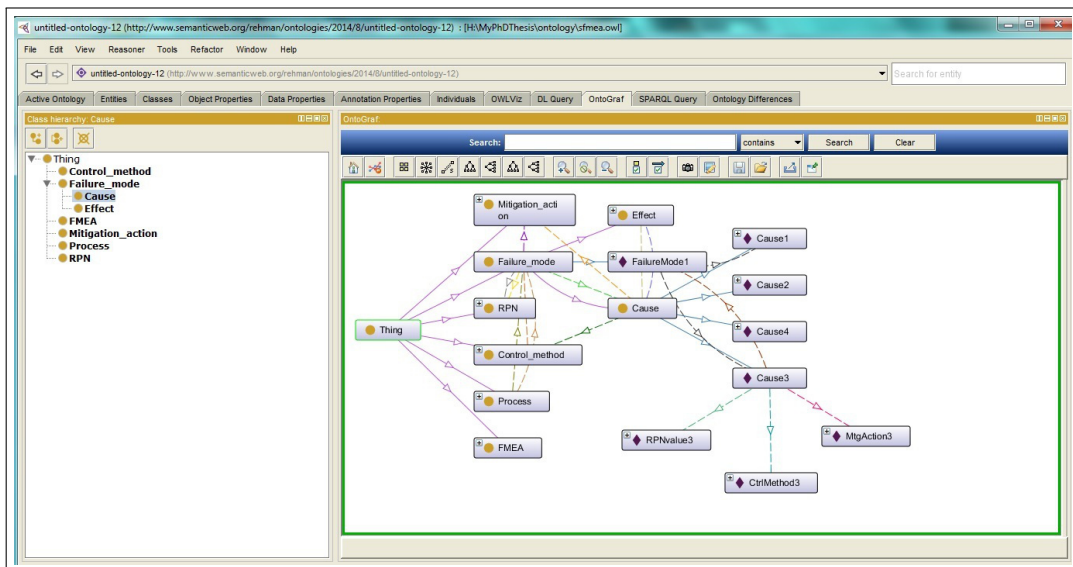 untitled-ontology-12 (http://www.semanticweb.org/rehman/ontologies/2014/8/untitled-ontology-12) : [H:\MyPhDThesis\ontology\sfmea.owl]
File Edit View Reasoner Tools Refactor Window Help
untitled-ontology-12 (http://www.semanticweb.org/rehman/ontologies/2014/8/untitled-ontology-12)
Search for entity
Active Ontology Entities Classes Object Properties Data Properties Annotation Properties Individuals OWLViz DL Query OntoGraf SPARQL Query Ontology Differences
Class hierarchy: Cause
Thing
Control_method
Failure_mode
Cause
Effect
FMEA
Mitigation_action
Process
RPN
OntoGraf
Search: contains Search Clear
Mitigation_acti
on
Effect
Cause1
Failure_mode
FailureMode1
Cause2
RPN
Cause
Thing
Cause4
Control_method
Cause3
Process
RPNvalue3
MtgAction3
FMEA
CtrlMethod3